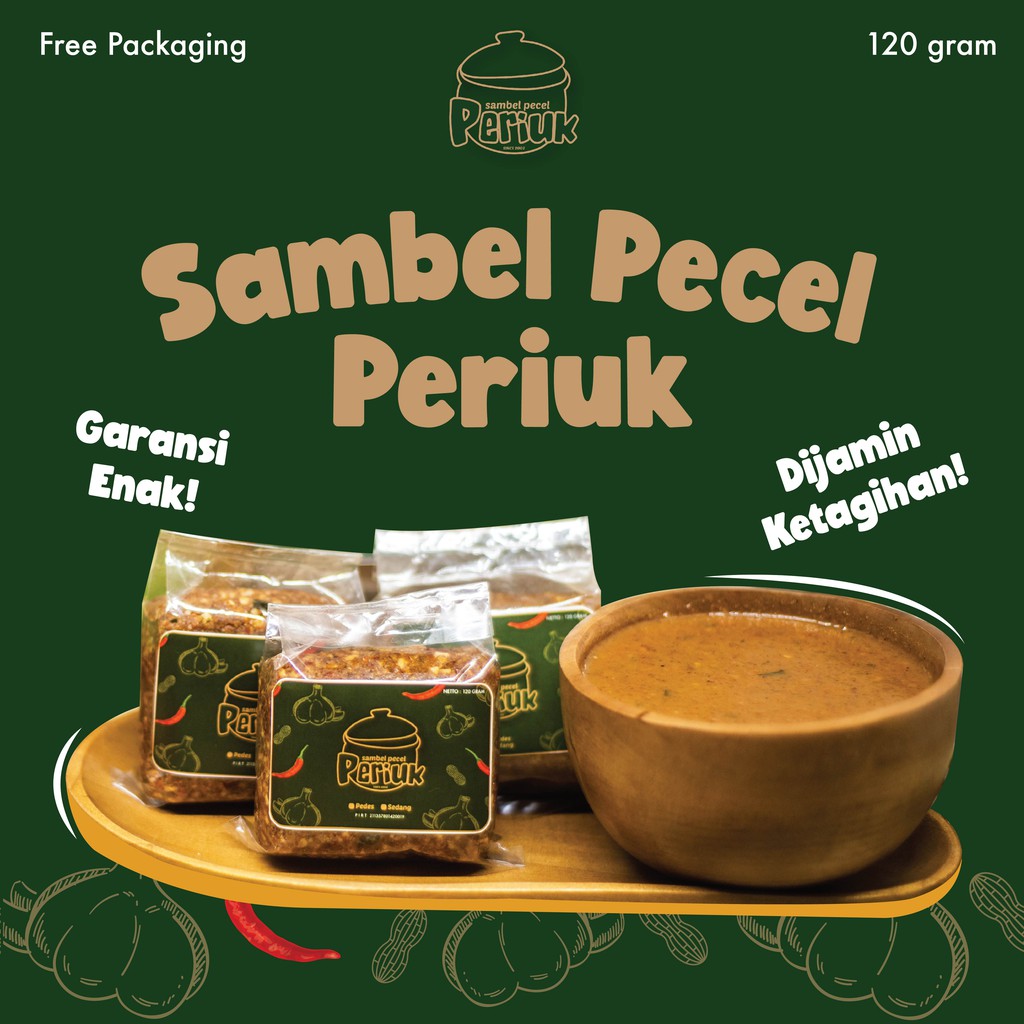 Free Packaging
120 gram
sambel pecel
Periuk
Sambel Pecel
Periuk
Garansi
Enak!
Dijamin
Ketagihan!
NETTO : 120 GRAM
sambel pecel
Periuk
Pedes
Sedang